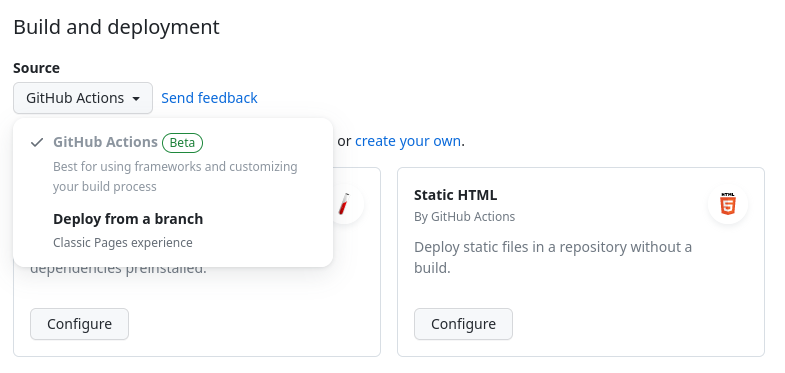 Build and deployment
Source
GitHub Actions
Send feedback
GitHub Actions Beta
Best for using frameworks and customizing
your build process
Deploy from a branch
Classic Pages experience
or create your own.
dependencies preinstalled.
Configure
Static HTML
By GitHub Actions
HTML
5
Deploy static files in a repository without a
build.
Configure